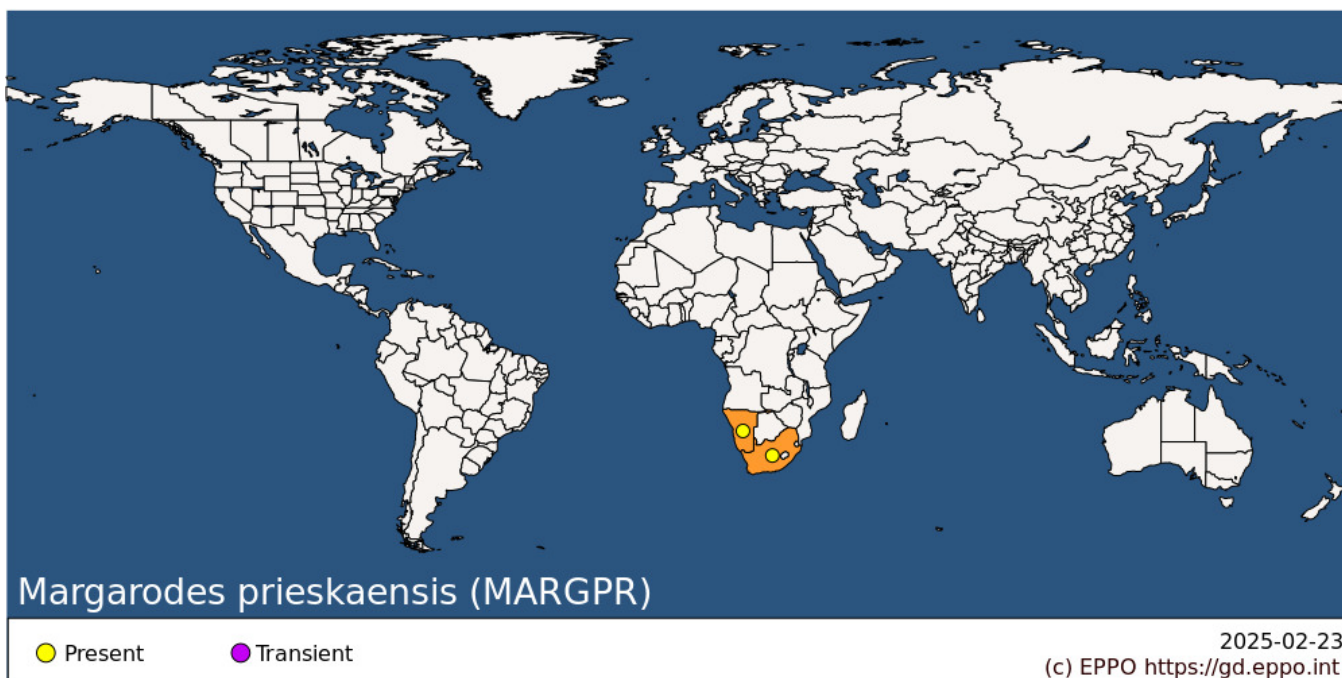 Margarodes prieskaensis (MARGPR)
Present
Transient
2025-02-23
(c) EPPO https://gd.eppo.int